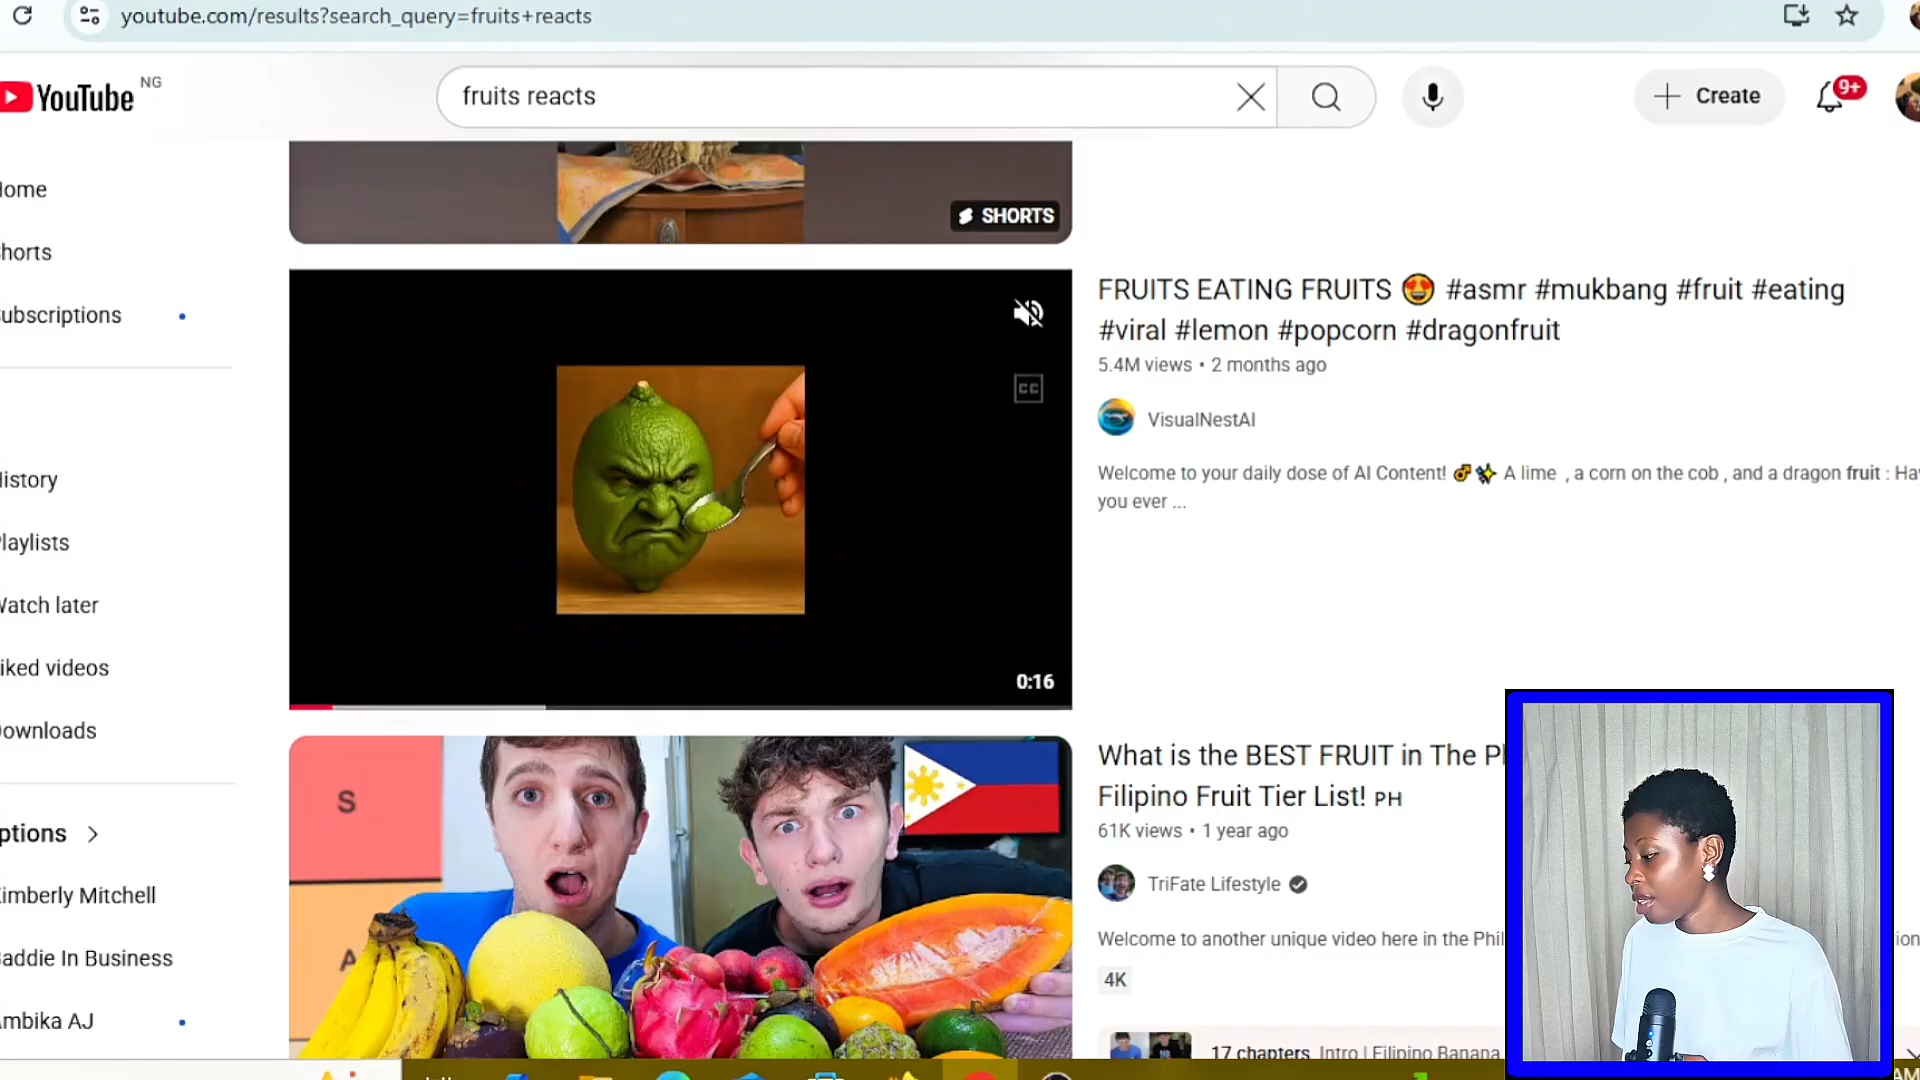 youtube.com/results?search_query=fruits+reacts
YouTube NG
fruits reacts
Create
9+
SHORTS
ome
horts
ubscriptions
istory
laylists
Watch later
iked videos
ownloads
ptions
imberly Mitchell
addie In Business
mbika AJ
CC
0:16
FRUITS EATING FRUITS 😍 #asmr #mukbang #fruit #eating
#viral #lemon #popcorn #dragonfruit
5.4M views • 2 months ago
VisualNestAI
Welcome to your daily dose of AI Content! A lime , a corn on the cob , and a dragon fruit : Ha
you ever ...
S
A
What is the BEST FRUIT in The P
Filipino Fruit Tier List! PH
61K views • 1 year ago
TriFate Lifestyle
Welcome to another unique video here in the Phil
ion
4K
17 chapters Intro | Filipino Banana
AM